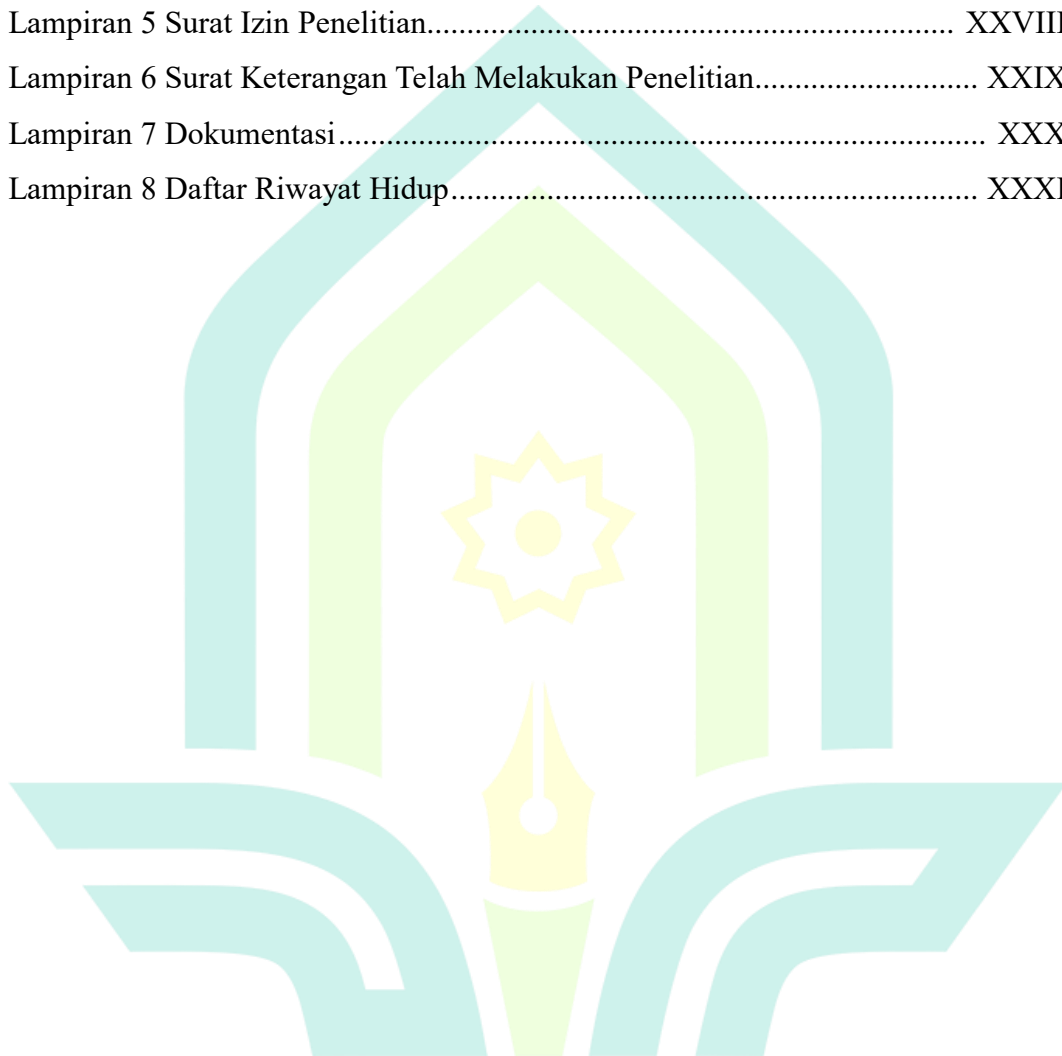 Lampiran 5 Surat Izin Penelitian.................................................................. XXVIII
Lampiran 6 Surat Keterangan Telah Melakukan Penelitian............................ XXIX
Lampiran 7 Dokumentasi................................................................................. XXX
Lampiran 8 Daftar Riwayat Hidup.................................................................. XXXI